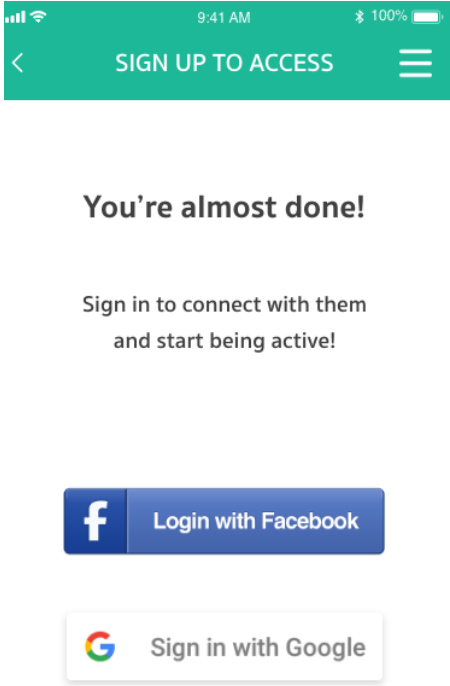 9:41 AM
100%
SIGN UP TO ACCESS
You’re almost done!
Sign in to connect with them
and start being active!
f Login with Facebook
G Sign in with Google